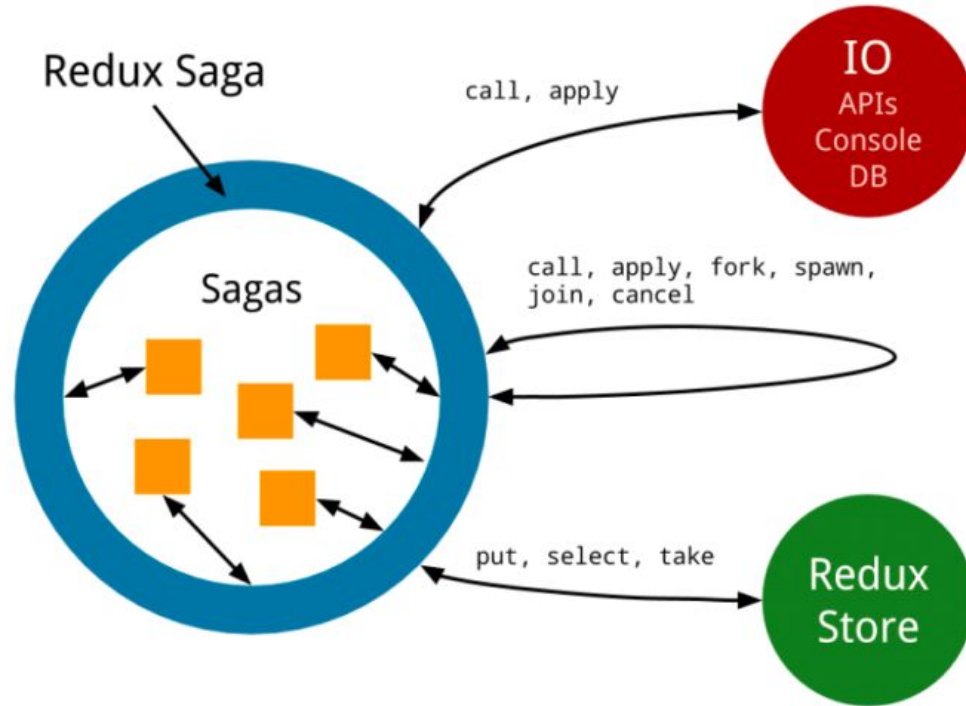 Redux Saga
call, apply
IO
APIs
Console
DB
Sagas
call, apply, fork, spawn,
join, cancel
put, select, take
Redux
Store